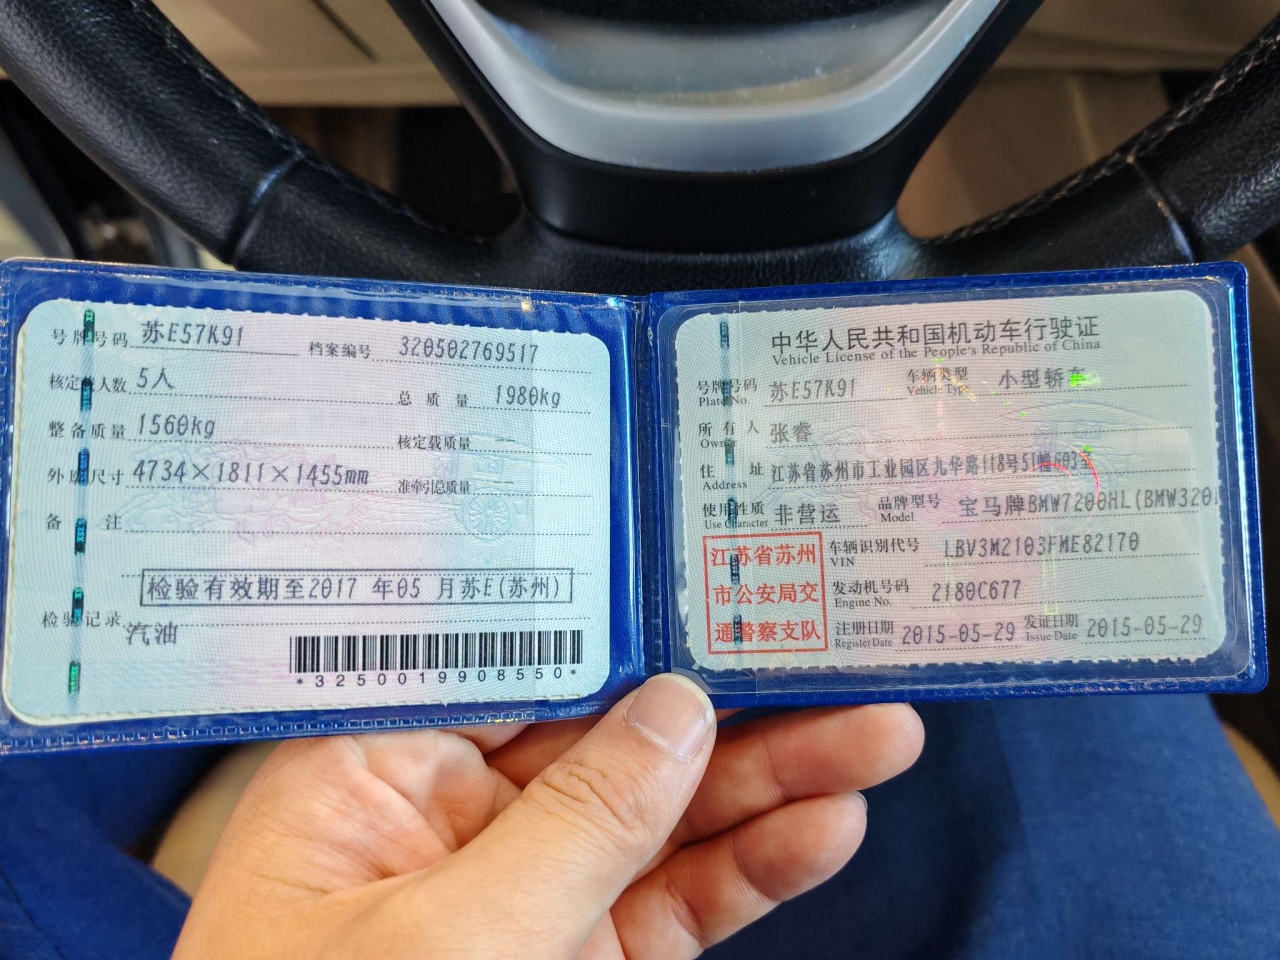 号牌号码 苏E57K91 档案编号 320502769517
核定载人数 5人 总质量 1980kg
整备质量 1560kg 核定载质量 --
外廓尺寸 4734×1811×1455mm 准牵引总质量 --
备注
检验有效期至2017 年05 月苏E(苏州)
检验记录
汽油
*3250019908550*
中华人民共和国机动车行驶证
Vehicle License of the People's Republic of China
号牌号码 苏E57K91 车辆类型 小型轿车
Plate No. Vehicle Type
所有人 张睿
Owner
住址 江苏省苏州市工业园区九华路118号51幢603室
Address
使用性质 非营运 品牌型号 宝马牌BMW7200HL(BMW320
Use Character Model
江苏省苏州
市公安局交
通警察支队
车辆识别代号 LBV3M2103FME82170
VIN
发动机号码 2180C677
Engine No.
注册日期 2015-05-29 发证日期 2015-05-29
Register Date Issue Date